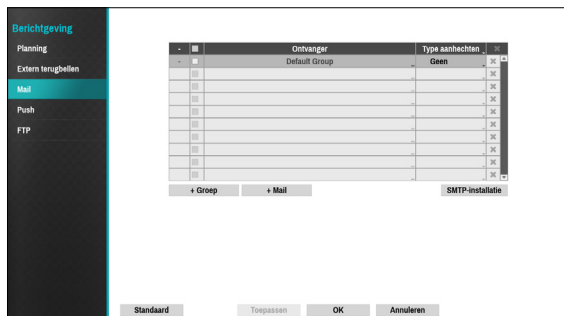 Berichtgeving
Planning
Extern terugbellen
Mail
Push
FTP
- Ontvanger Type aanhechten
- Default Group Geen
+ Groep + Mail SMTP-installatie
Standaard Toepassen OK Annuleren